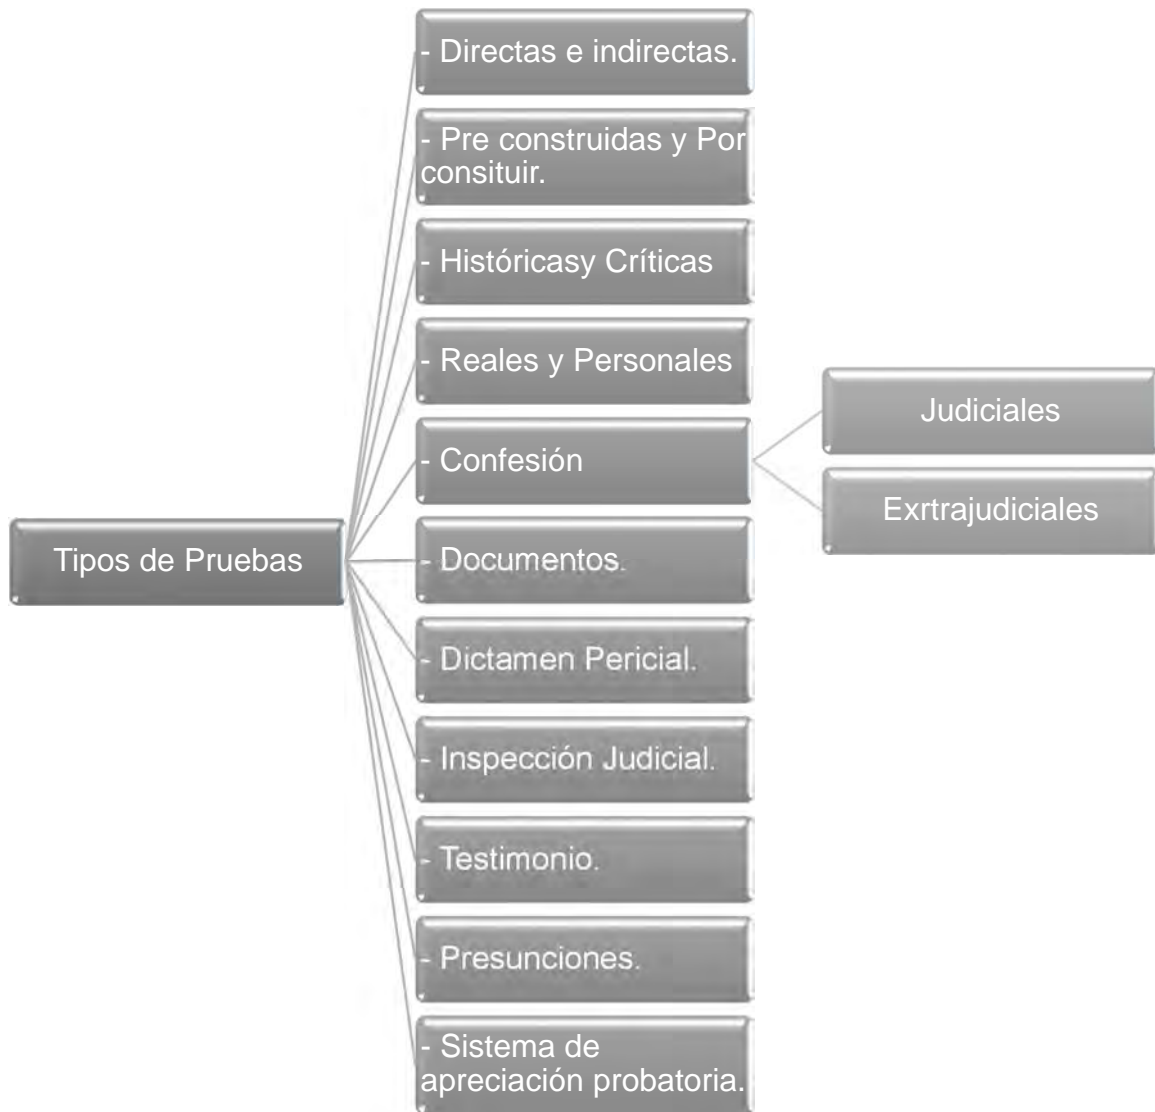 - Directas e indirectas.
- Pre construidas y Por
consituir.
- Históricasy Críticas
- Reales y Personales
- Confesión
Judiciales
Exrtrajudiciales
Tipos de Pruebas
- Documentos.
- Dictamen Pericial.
- Inspección Judicial.
- Testimonio.
- Presunciones.
- Sistema de
apreciación probatoria.